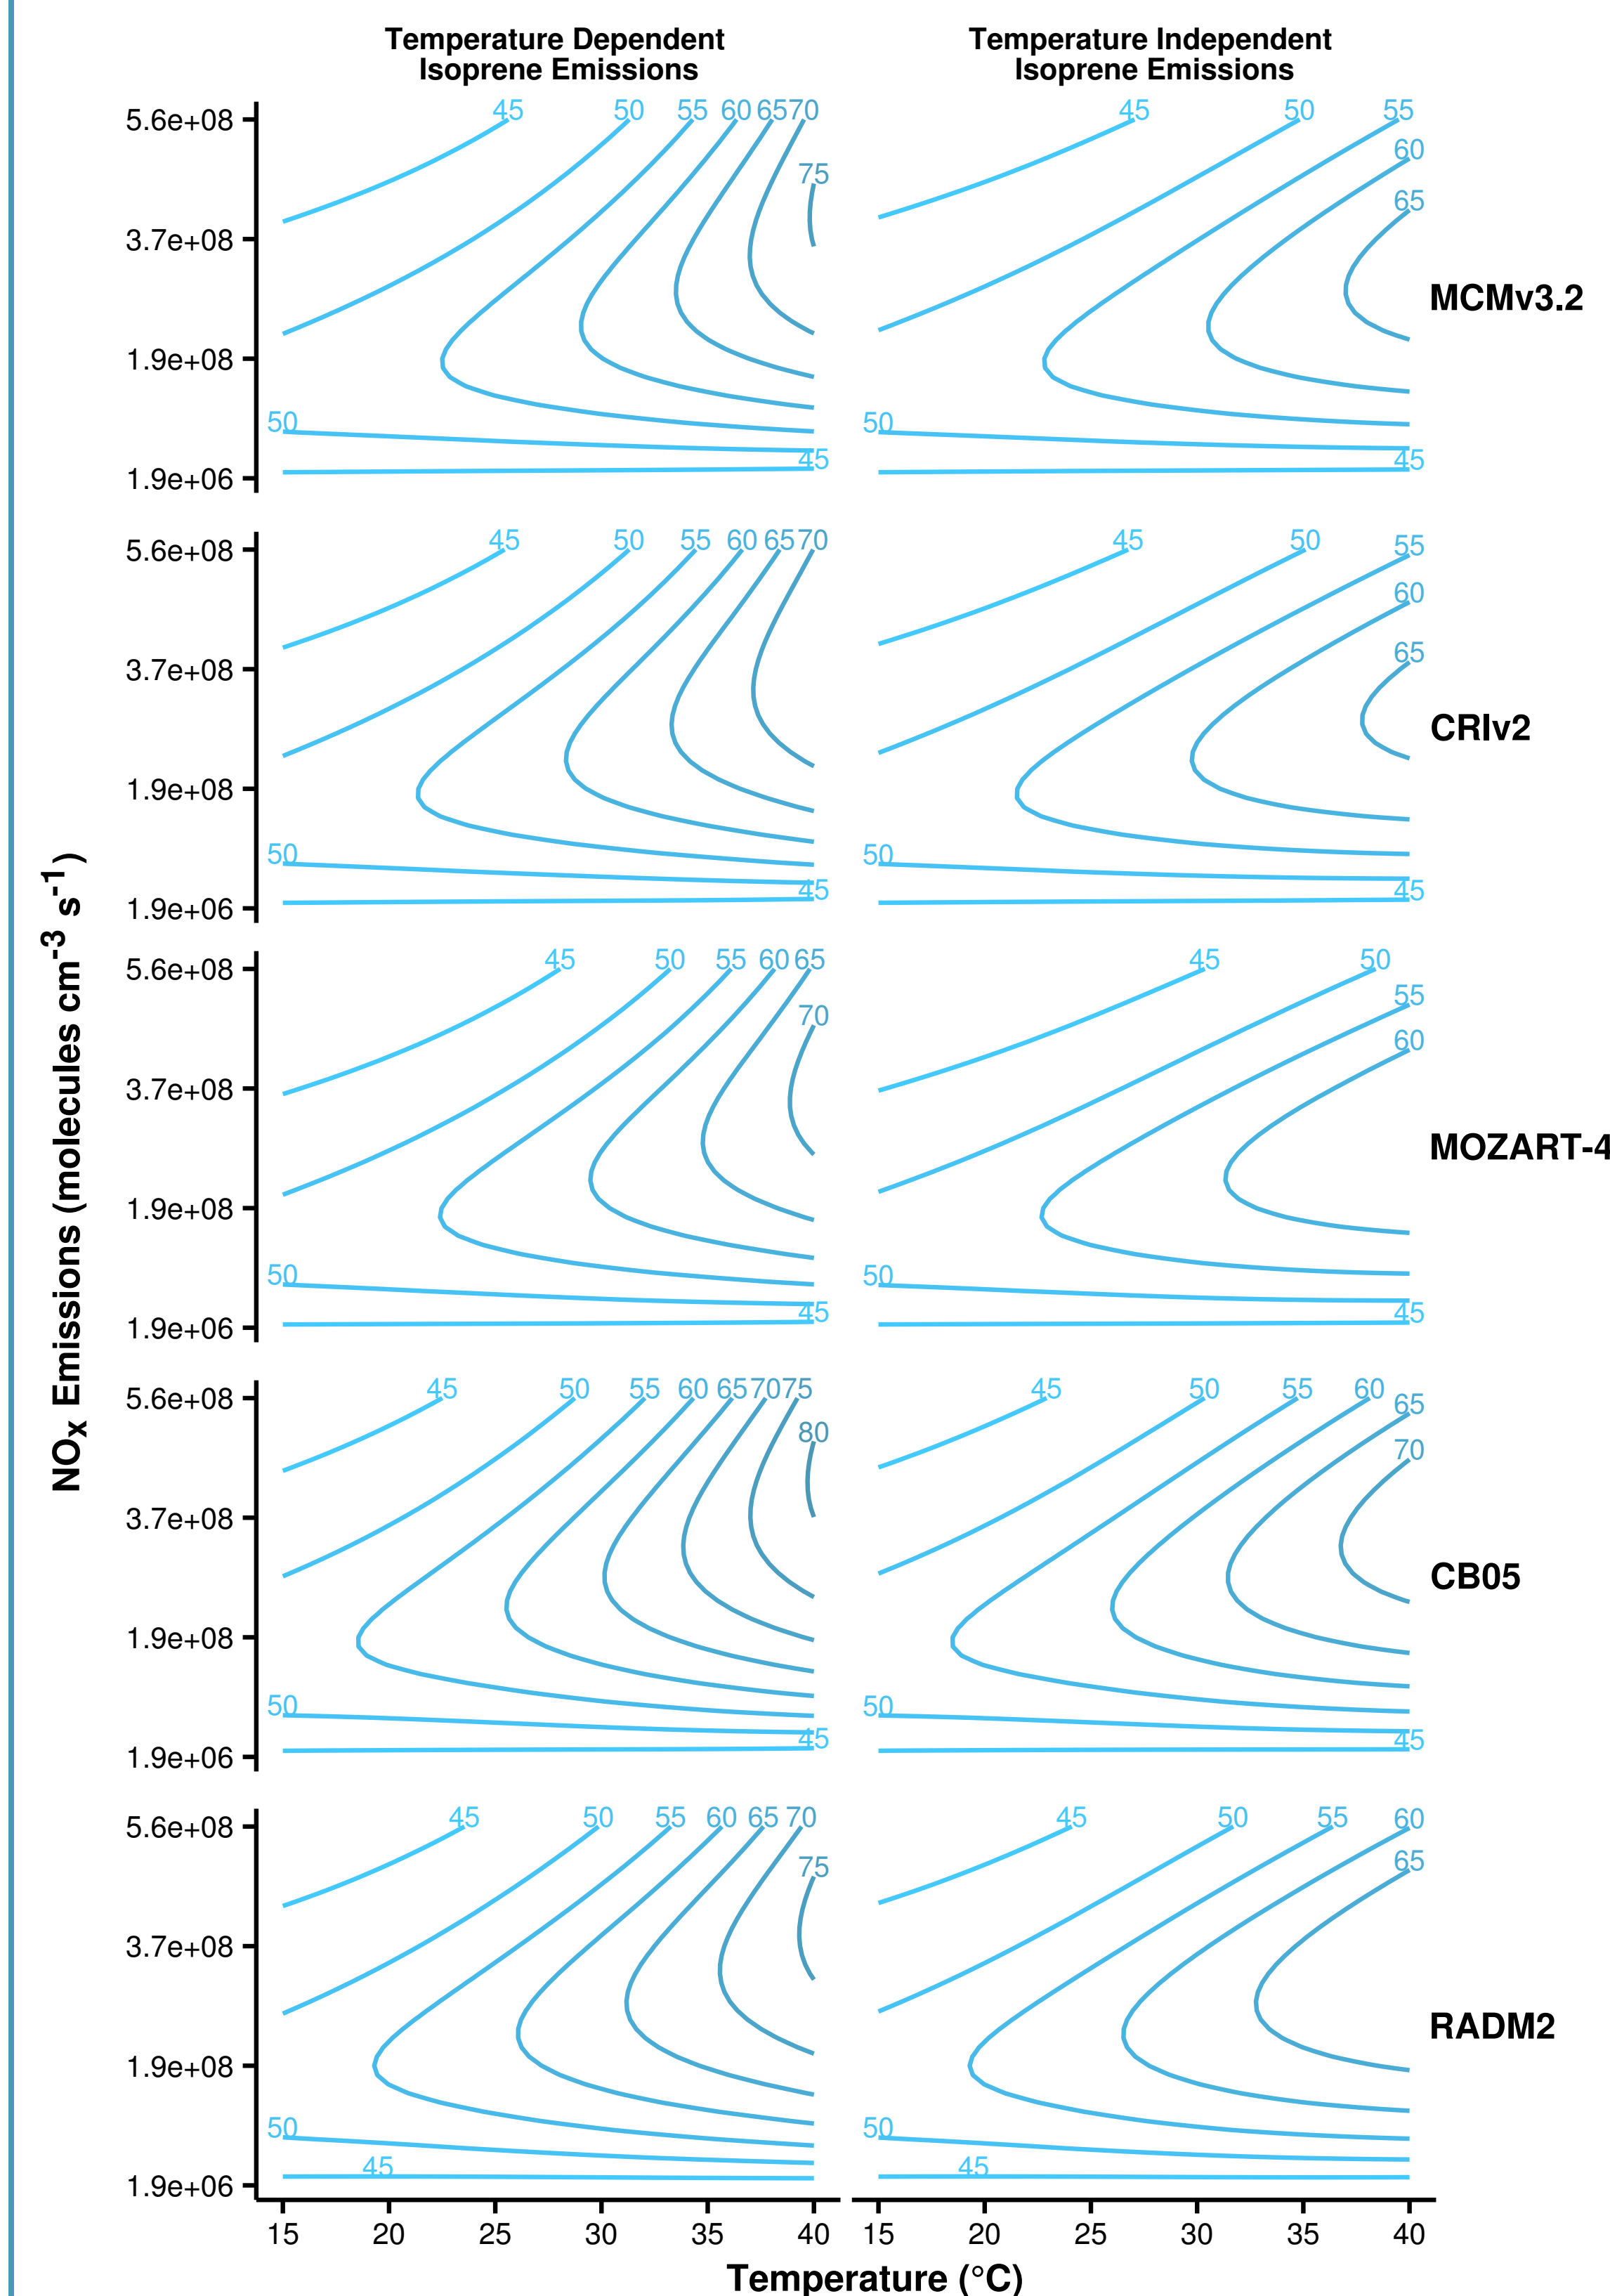 Temperature Dependent
Isoprene Emissions
Temperature Independent
Isoprene Emissions
NOx Emissions (molecules cm-3 s-1)
5.6e+08
3.7e+08
1.9e+08
1.9e+06
45 50 55 60 65 70
75
50
45
45 50 55
60
65
50
45
MCMv3.2
5.6e+08
3.7e+08
1.9e+08
1.9e+06
45 50 55 60 65 70
50
45
45 50 55
60
65
50
45
CRIv2
5.6e+08
3.7e+08
1.9e+08
1.9e+06
45 50 55 60 65
70
50
45
45 50
55
60
50
45
MOZART-4
5.6e+08
3.7e+08
1.9e+08
1.9e+06
45 50 55 60 65 70 75
80
50
45
45 50 55 60
65
70
50
45
CB05
5.6e+08
3.7e+08
1.9e+08
1.9e+06
45 50 55 60 65 70
75
50
45
45 50 55 60
65
50
45
RADM2
15 20 25 30 35 40
15 20 25 30 35 40
Temperature (°C)